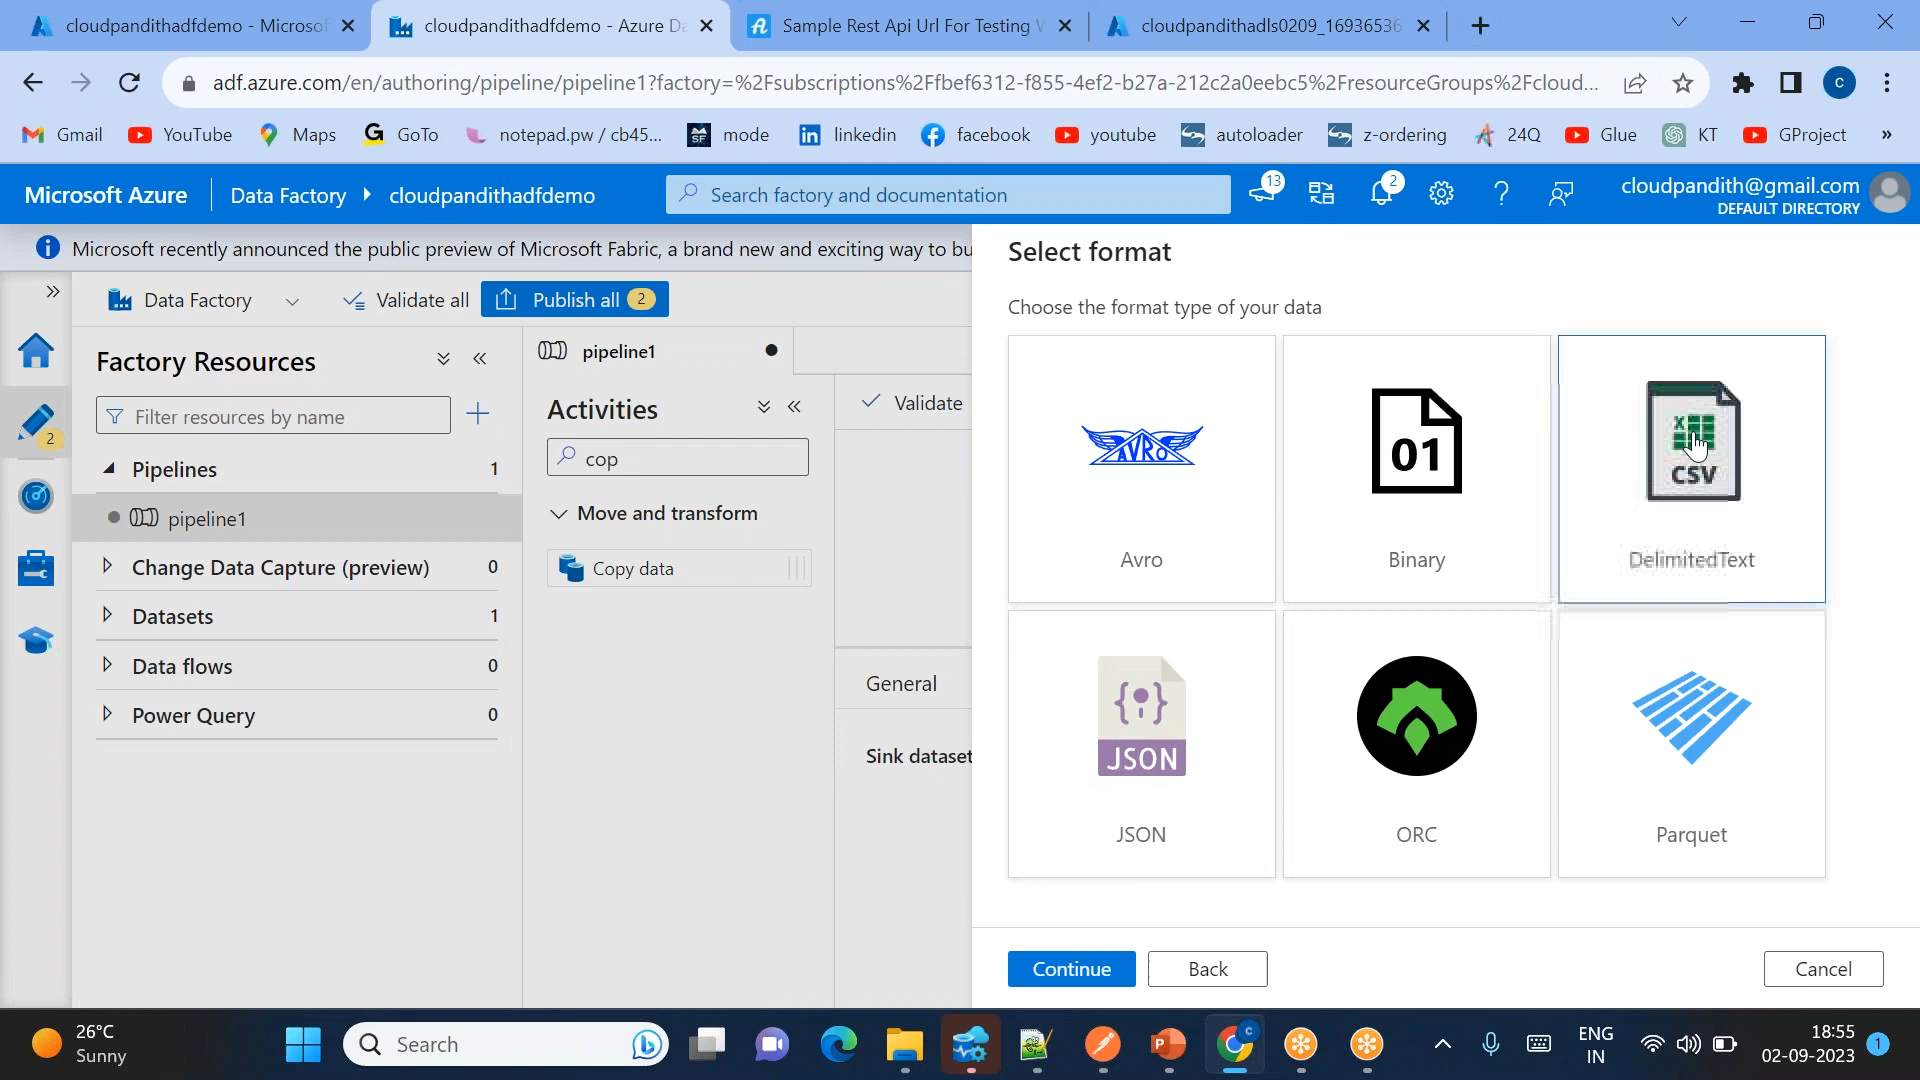 cloudpandithadfdemo - Microsof
cloudpandithadfdemo - Azure Da
Sample Rest Api Url For Testing W
cloudpandithadls0209_16936536
adf.azure.com/en/authoring/pipeline/pipeline1?factory=%2Fsubscriptions%2Ffbef6312-f855-4ef2-b27a-212c2a0eebc5%2FresourceGroups%2Fcloud...
C
Gmail
YouTube
Maps
GoTo
notepad.pw / cb45...
mode
linkedin
facebook
youtube
autoloader
z-ordering
24Q
Glue
KT
GProject
»
Microsoft Azure
Data Factory
cloudpandithadfdemo
Search factory and documentation
13
2
cloudpandith@gmail.com
DEFAULT DIRECTORY
Microsoft recently announced the public preview of Microsoft Fabric, a brand new and exciting way to bu
Data Factory
Validate all
Publish all 2
2
Factory Resources
Filter resources by name
Pipelines 1
pipeline1
Change Data Capture (preview) 0
Datasets 1
Data flows 0
Power Query 0
pipeline1
Activities
cop
Move and transform
Copy data
Validate
General
Sink dataset
Select format
Choose the format type of your data
AVRO
Avro
01
Binary
X
CSV
DelimitedText
JSON
JSON
ORC
Parquet
Continue
Back
Cancel
26°C
Sunny
Search
ENG
IN
18:55
02-09-2023
1